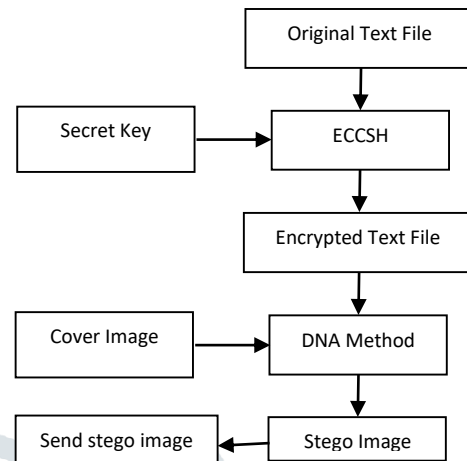 Original Text File
Secret Key
ECCSH
Encrypted Text File
Cover Image
DNA Method
Send stego image
Stego Image